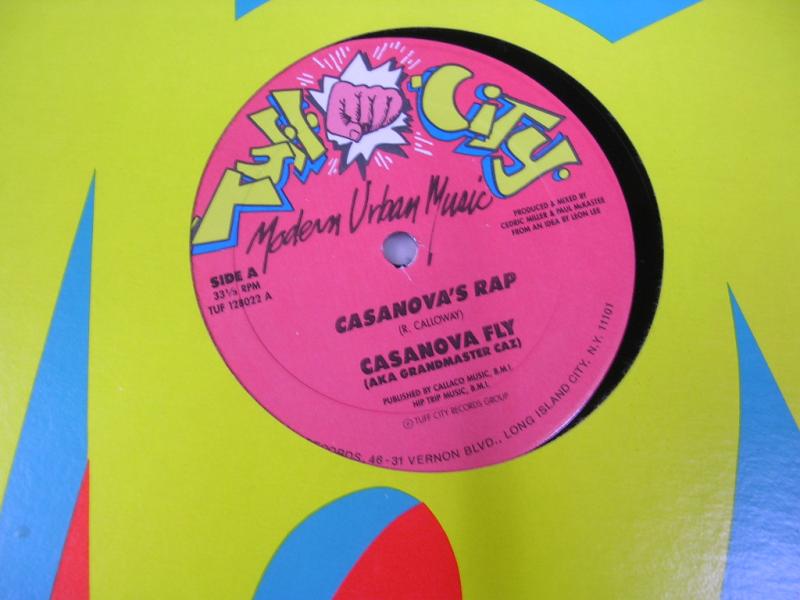 Tuff City
Modern Urban Music
PRODUCED & MIXED BY
CEDRIC MILLER & PAUL McKASTER
FROM AN IDEA BY LEON LEE
SIDE A
33⅓ RPM
TUF 128022 A
CASANOVA'S RAP
(R. CALLOWAY)
CASANOVA FLY
(AKA GRANDMASTER CAZ)
PUBLISHED BY CALLACO MUSIC, B.M.I.
HIP TRIP MUSIC, B.M.I.
Ⓟ TUFF CITY RECORDS GROUP
RECORDS, 46-31 VERNON BLVD., LONG ISLAND CITY, N.Y. 11101